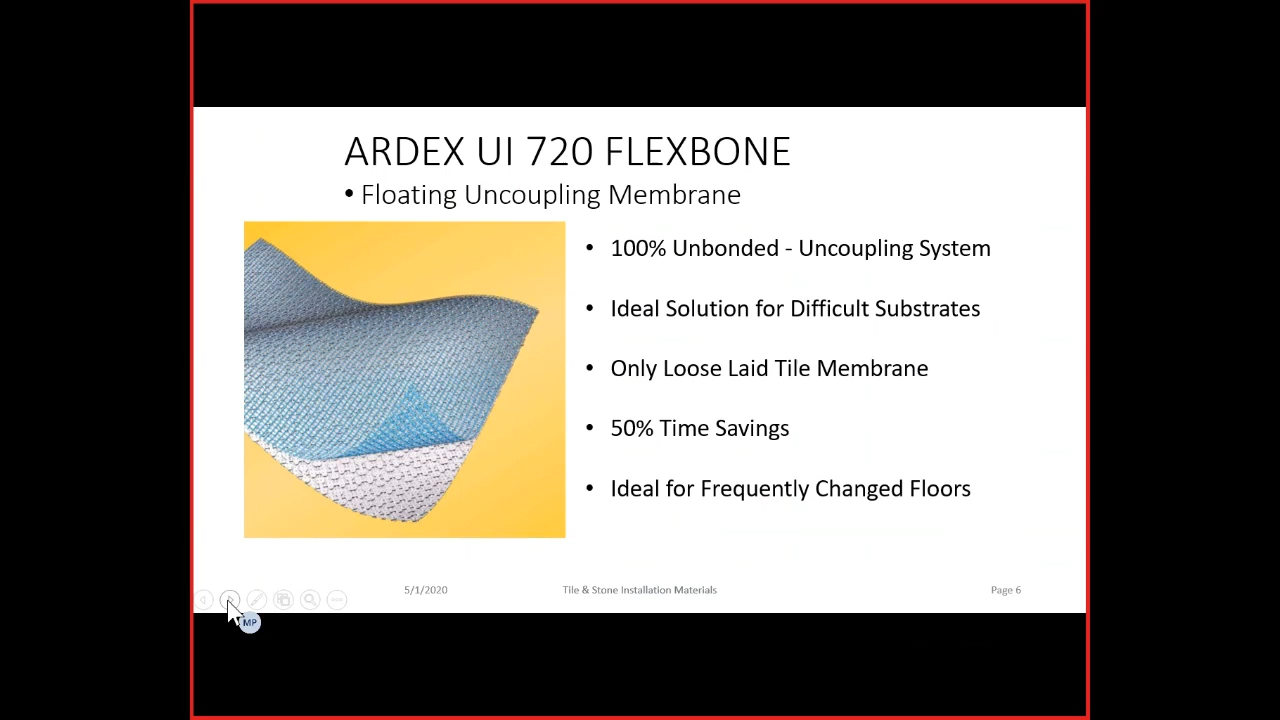 ARDEX UI 720 FLEXBONE
• Floating Uncoupling Membrane
• 100% Unbonded - Uncoupling System
• Ideal Solution for Difficult Substrates
• Only Loose Laid Tile Membrane
• 50% Time Savings
• Ideal for Frequently Changed Floors
5/1/2020
Tile & Stone Installation Materials
Page 6
MP